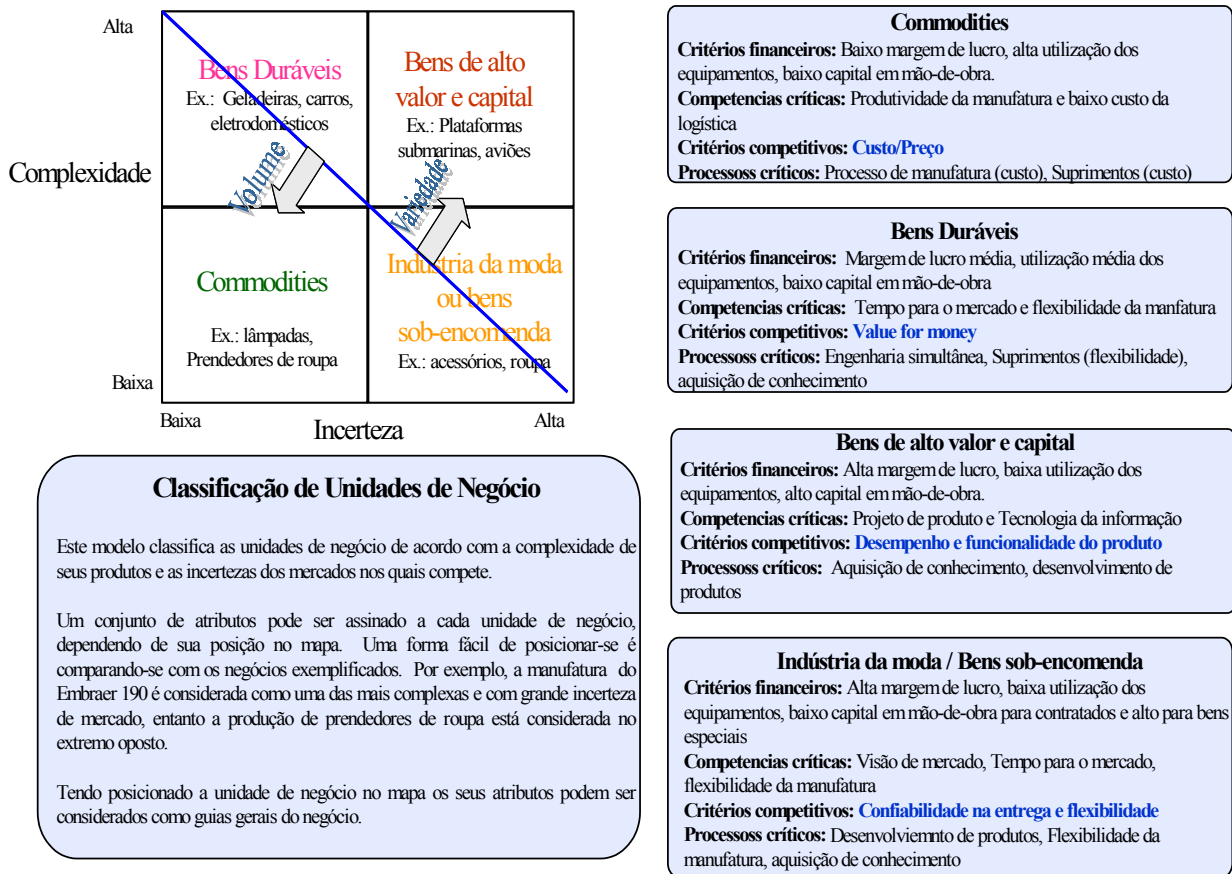 Alta
Bens Duráveis
Ex.: Geladeiras, carros,
eletrodomésticos
Bens de alto
valor e capital
Ex.: Plataformas
submarinas, aviões
Complexidade
Volume
Variedade
Commodities
Ex.: lâmpadas,
Prendedores de roupa
Indústria da moda
ou bens
sob-encomenda
Ex.: acessórios, roupa
Baixa
Baixa
Incerteza
Alta
Classificação de Unidades de Negócio
Este modelo classifica as unidades de negócio de acordo com a complexidade de
seus produtos e as incertezas dos mercados nos quais compete.
Um conjunto de atributos pode ser assinado a cada unidade de negócio,
dependendo de sua posição no mapa. Uma forma fácil de posicionar-se é
comparando-se com os negócios exemplificados. Por exemplo, a manufatura do
Embraer 190 é considerada como uma das mais complexas e com grande incerteza
de mercado, entanto a produção de prendedores de roupa está considerada no
extremo oposto.
Tendo posicionado a unidade de negócio no mapa os seus atributos podem ser
considerados como guias gerais do negócio.
Commodities
Critérios financeiros: Baixo margem de lucro, alta utilização dos
equipamentos, baixo capital em mão-de-obra.
Competencias críticas: Produtividade da manufatura e baixo custo da
logística
Critérios competitivos: Custo/Preço
Processoss críticos: Processo de manufatura (custo), Suprimentos (custo)
Bens Duráveis
Critérios financeiros: Margem de lucro média, utilização média dos
equipamentos, baixo capital em mão-de-obra
Competencias críticas: Tempo para o mercado e flexibilidade da manfatura
Critérios competitivos: Value for money
Processoss críticos: Engenharia simultânea, Suprimentos (flexibilidade),
aquisição de conhecimento
Bens de alto valor e capital
Critérios financeiros: Alta margem de lucro, baixa utilização dos
equipamentos, alto capital em mão-de-obra.
Competencias críticas: Projeto de produto e Tecnologia da informação
Critérios competitivos: Desempenho e funcionalidade do produto
Processoss críticos: Aquisição de conhecimento, desenvolvimento de
produtos
Indústria da moda / Bens sob-encomenda
Critérios financeiros: Alta margem de lucro, baixa utilização dos
equipamentos, baixo capital em mão-de-obra para contratados e alto para bens
especiais
Competencias críticas: Visão de mercado, Tempo para o mercado,
flexibilidade da manufatura
Critérios competitivos: Confiabilidade na entrega e flexibilidade
Processoss críticos: Desenvolviemnto de produtos, Flexibilidade da
manufatura, aquisição de conhecimento